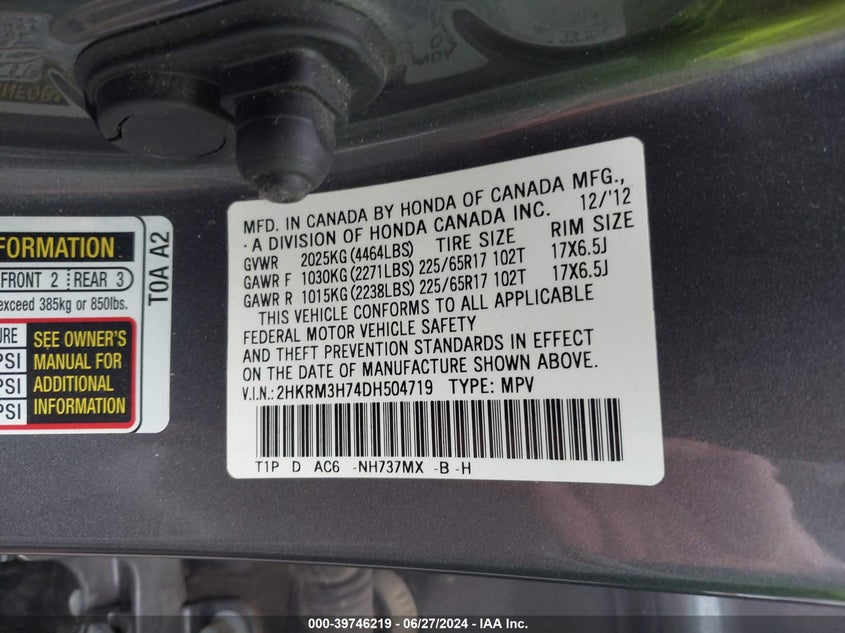 MFD. IN CANADA BY HONDA OF CANADA MFG.,
A DIVISION OF HONDA CANADA INC. 12/'12
GVWR 2025KG(4464LBS) TIRE SIZE RIM SIZE
GAWR F 1030KG(2271LBS) 225/65R17 102T 17X6.5J
GAWR R 1015KG(2238LBS) 225/65R17 102T 17X6.5J
THIS VEHICLE CONFORMS TO ALL APPLICABLE
FEDERAL MOTOR VEHICLE SAFETY
AND THEFT PREVENTION STANDARDS IN EFFECT
ON THE DATE OF MANUFACTURE SHOWN ABOVE.
V.I.N.: 2HKRM3H74DH504719 TYPE: MPV
T1P D AC6 -NH737MX -B -H
FORMATION
FRONT 2 REAR 3
exceed 385kg or 850lbs.
URE
PSI
PSI
PSI
SEE OWNER'S
MANUAL FOR
ADDITIONAL
INFORMATION
T0A A2
000-39746219 - 06/27/2024 - IAA Inc.